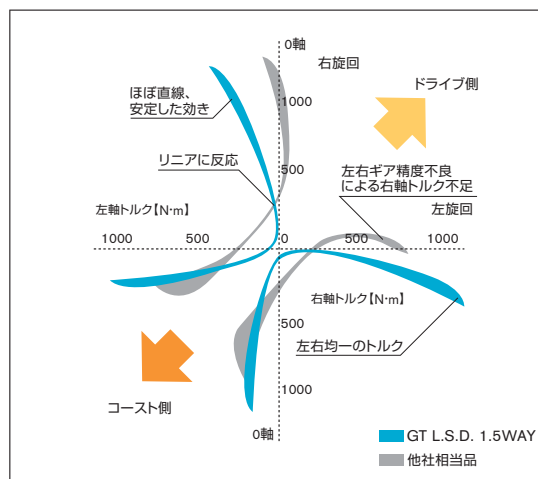 0軸
右旋回
ドライブ側
ほぼ直線、
安定した効き
1000
リニアに反応
500
左右ギア精度不良
による右軸トルク不足
左軸トルク【N・m】
左旋回
1000
500
0
500
1000
右軸トルク【N・m】
500
左右均一のトルク
1000
コースト側
0軸
GT L.S.D. 1.5WAY
他社相当品